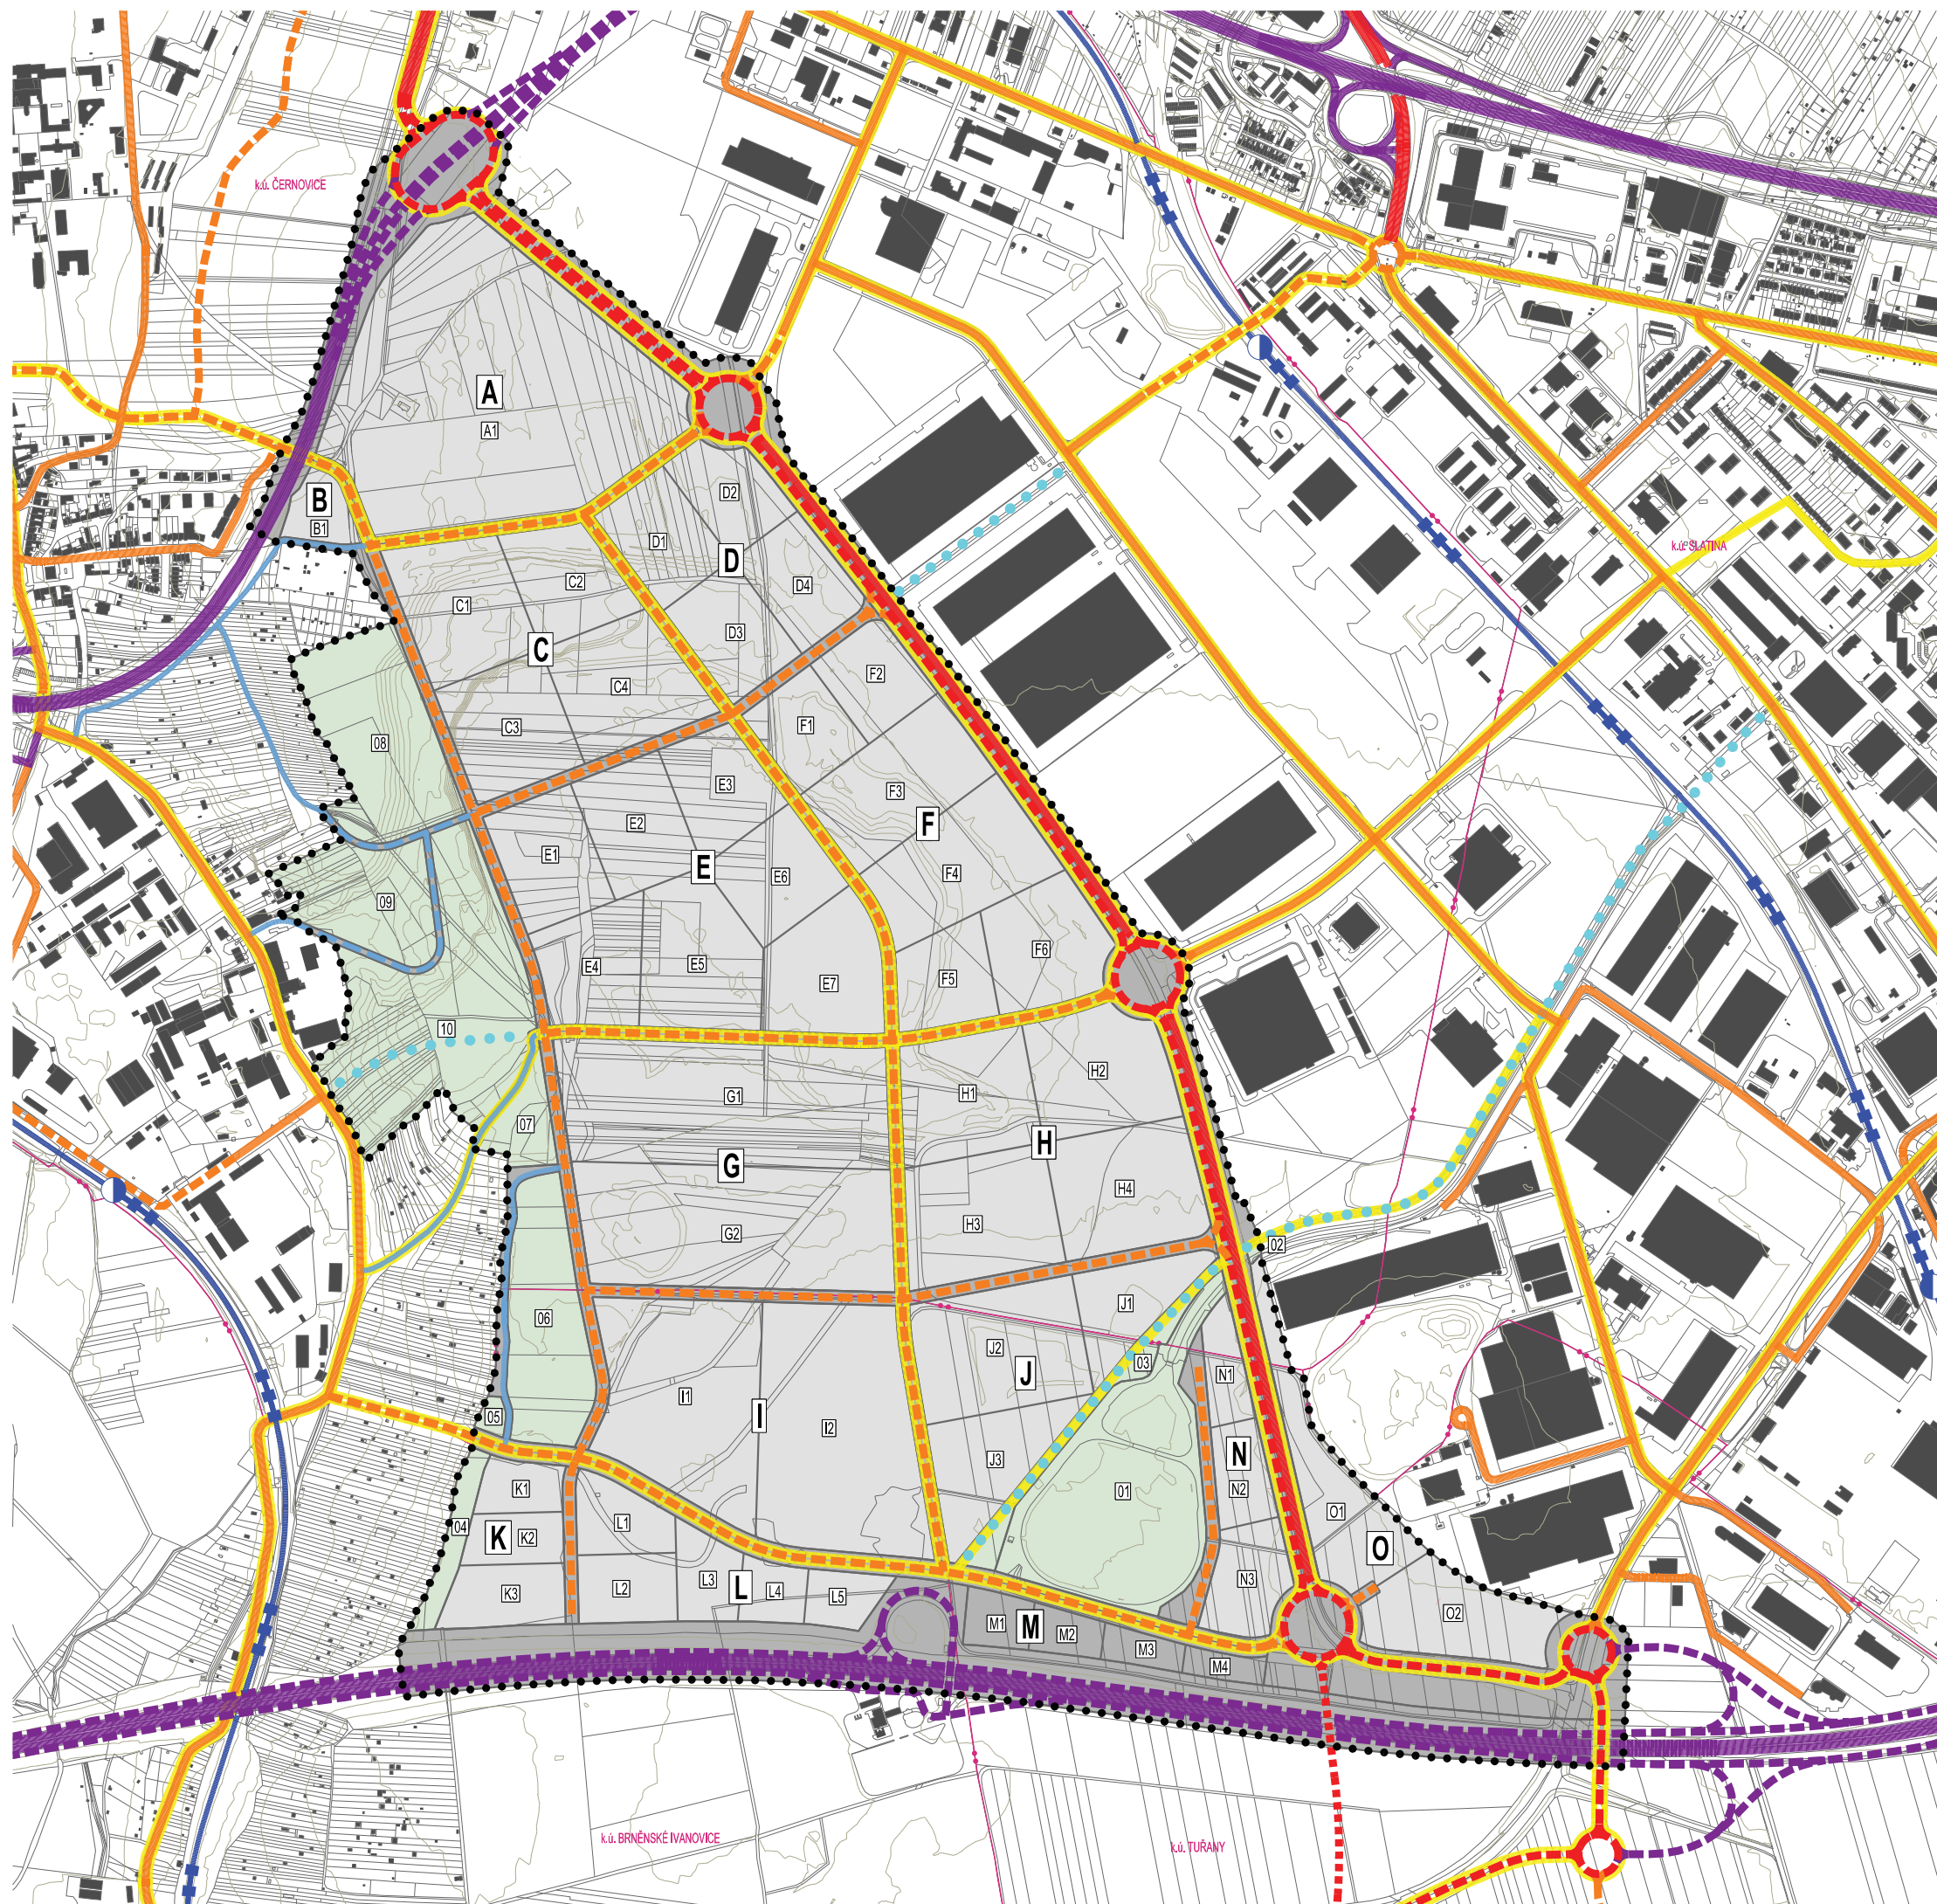 k.ú. ČERNOVICE
A
A1
B
B1
D2
D1
D
k.ú. SLATINA
C2
C1
D4
D3
C
F2
C4
C3
F1
08
E3
F3
E2
F
E1
E
F4
E6
09
F6
E4
E5
F5
E7
10
H2
H1
G1
07
H
G
H4
H3
G2
02
06
J1
J2
03
J
N1
I1
I
05
I2
N
J3
K1
01
N2
O1
04
K
K2
L1
O
L
L3
L4
N3
K3
L2
L5
O2
M1
M
M2
M3
M4
k.ú. BRNĚNSKÉ IVANOVICE
k.ú. TUŘANY